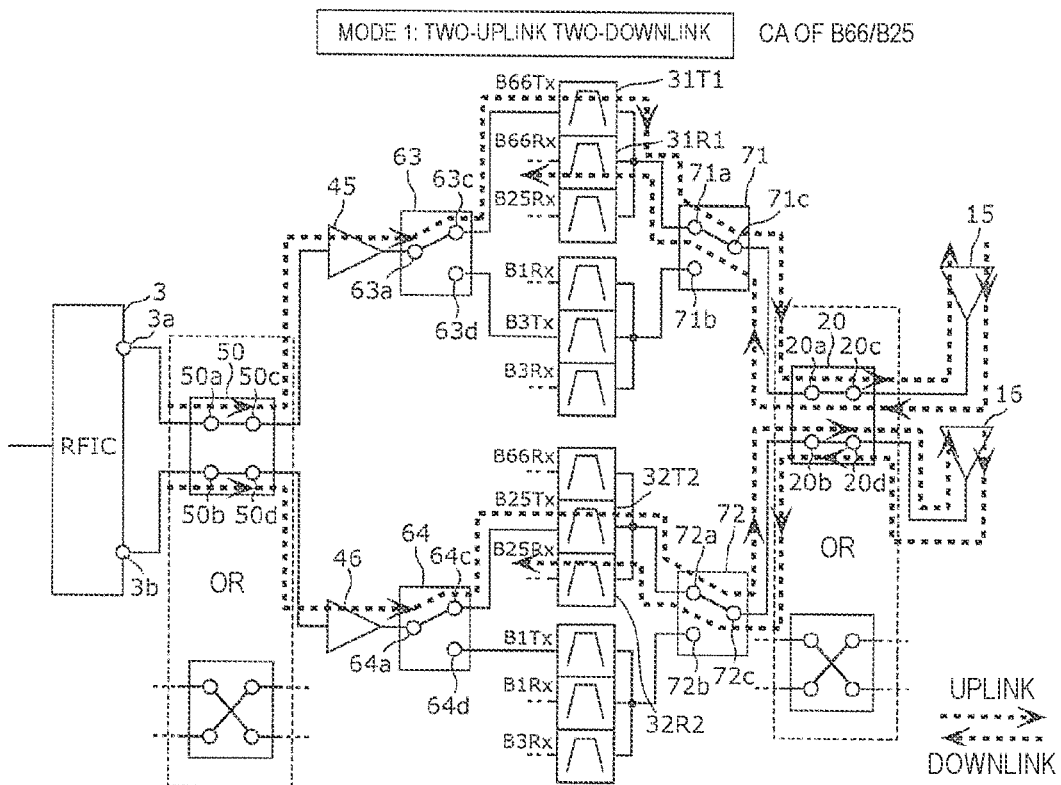 MODE 1: TWO-UPLINK TWO-DOWNLINK CA OF B66/B25
B66Tx
31T1
B66Rx
31R1
B25Rx
63
63c
45
63a
63d
71
71a
71c
71b
15
B1Rx
B3Tx
B3Rx
3
3a
RFIC
3b
50
50a 50c
50b 50d
OR
20
20a 20c
20b 20d
OR
16
B66Rx
B25Tx
32T2
B25Rx
46
64
64c
64a
64d
72
72a
72b
72c
B1Tx
B1Rx
32R2
B3Rx
UPLINK
DOWNLINK